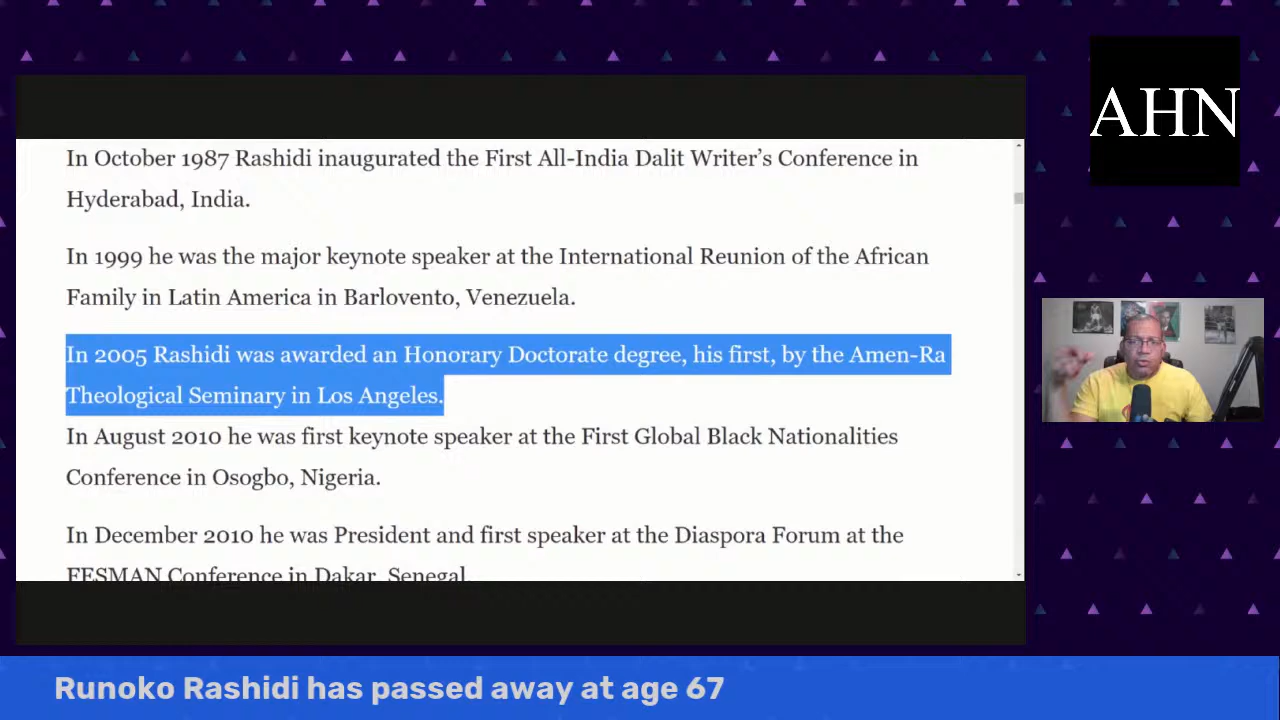 In October 1987 Rashidi inaugurated the First All-India Dalit Writer's Conference in
Hyderabad, India.
In 1999 he was the major keynote speaker at the International Reunion of the African
Family in Latin America in Barlovento, Venezuela.
In 2005 Rashidi was awarded an Honorary Doctorate degree, his first, by the Amen-Ra
Theological Seminary in Los Angeles.
In August 2010 he was first keynote speaker at the First Global Black Nationalities
Conference in Osogbo, Nigeria.
In December 2010 he was President and first speaker at the Diaspora Forum at the
FESMAN Conference in Dakar, Senegal.
AHN
Runoko Rashidi has passed away at age 67